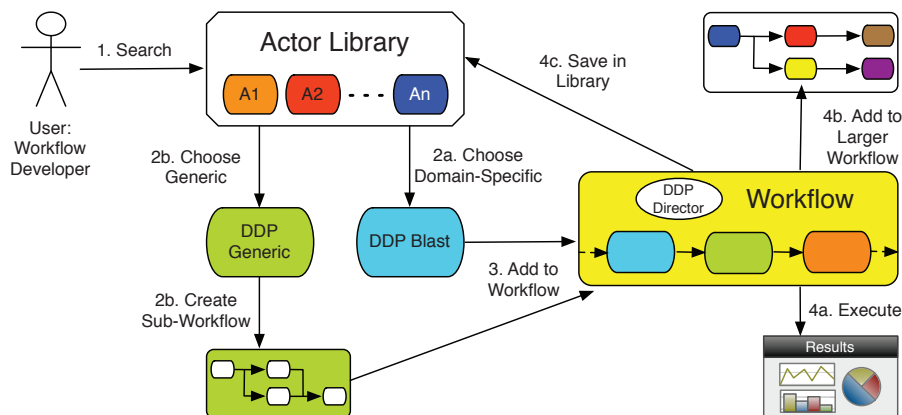 1. Search
User:
Workflow
Developer
Actor Library
A1
A2
An
4c. Save in
Library
4b. Add to
Larger
Workflow
2b. Choose
Generic
2a. Choose
Domain-Specific
DDP
Generic
DDP Blast
DDP
Director
Workflow
3. Add to
Workflow
2b. Create
Sub-Workflow
4a. Execute
Results